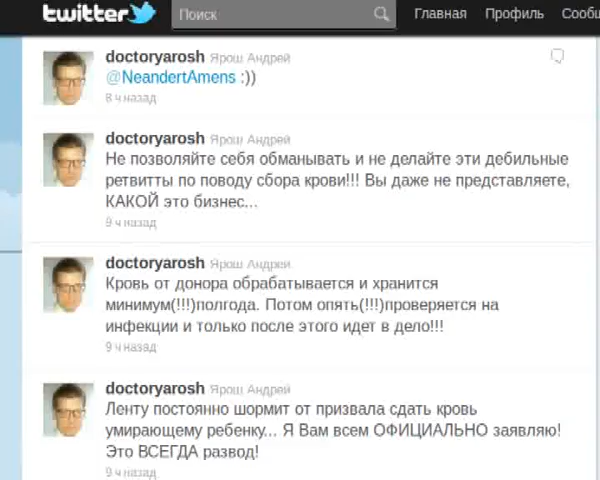 twitter Поиск Главная Профиль Сооб
doctoryarosh Ярош Андрей
@NeandertAmens :))
8 ч назад
doctoryarosh Ярош Андрей
Не позволяйте себя обманывать и не делайте эти дебильные
ретвитты по поводу сбора крови!!! Вы даже не представляете,
КАКОЙ это бизнес...
9 ч назад
doctoryarosh Ярош Андрей
Кровь от донора обрабатывается и хранится
минимум(!!!)полгода. Потом опять(!!!)проверяется на
инфекции и только после этого идет в дело!!!
9 ч назад
doctoryarosh Ярош Андрей
Ленту постоянно шормит от призвала сдать кровь
умирающему ребенку... Я Вам всем ОФИЦИАЛЬНО заявляю!
Это ВСЕГДА развод!
9 ч назад